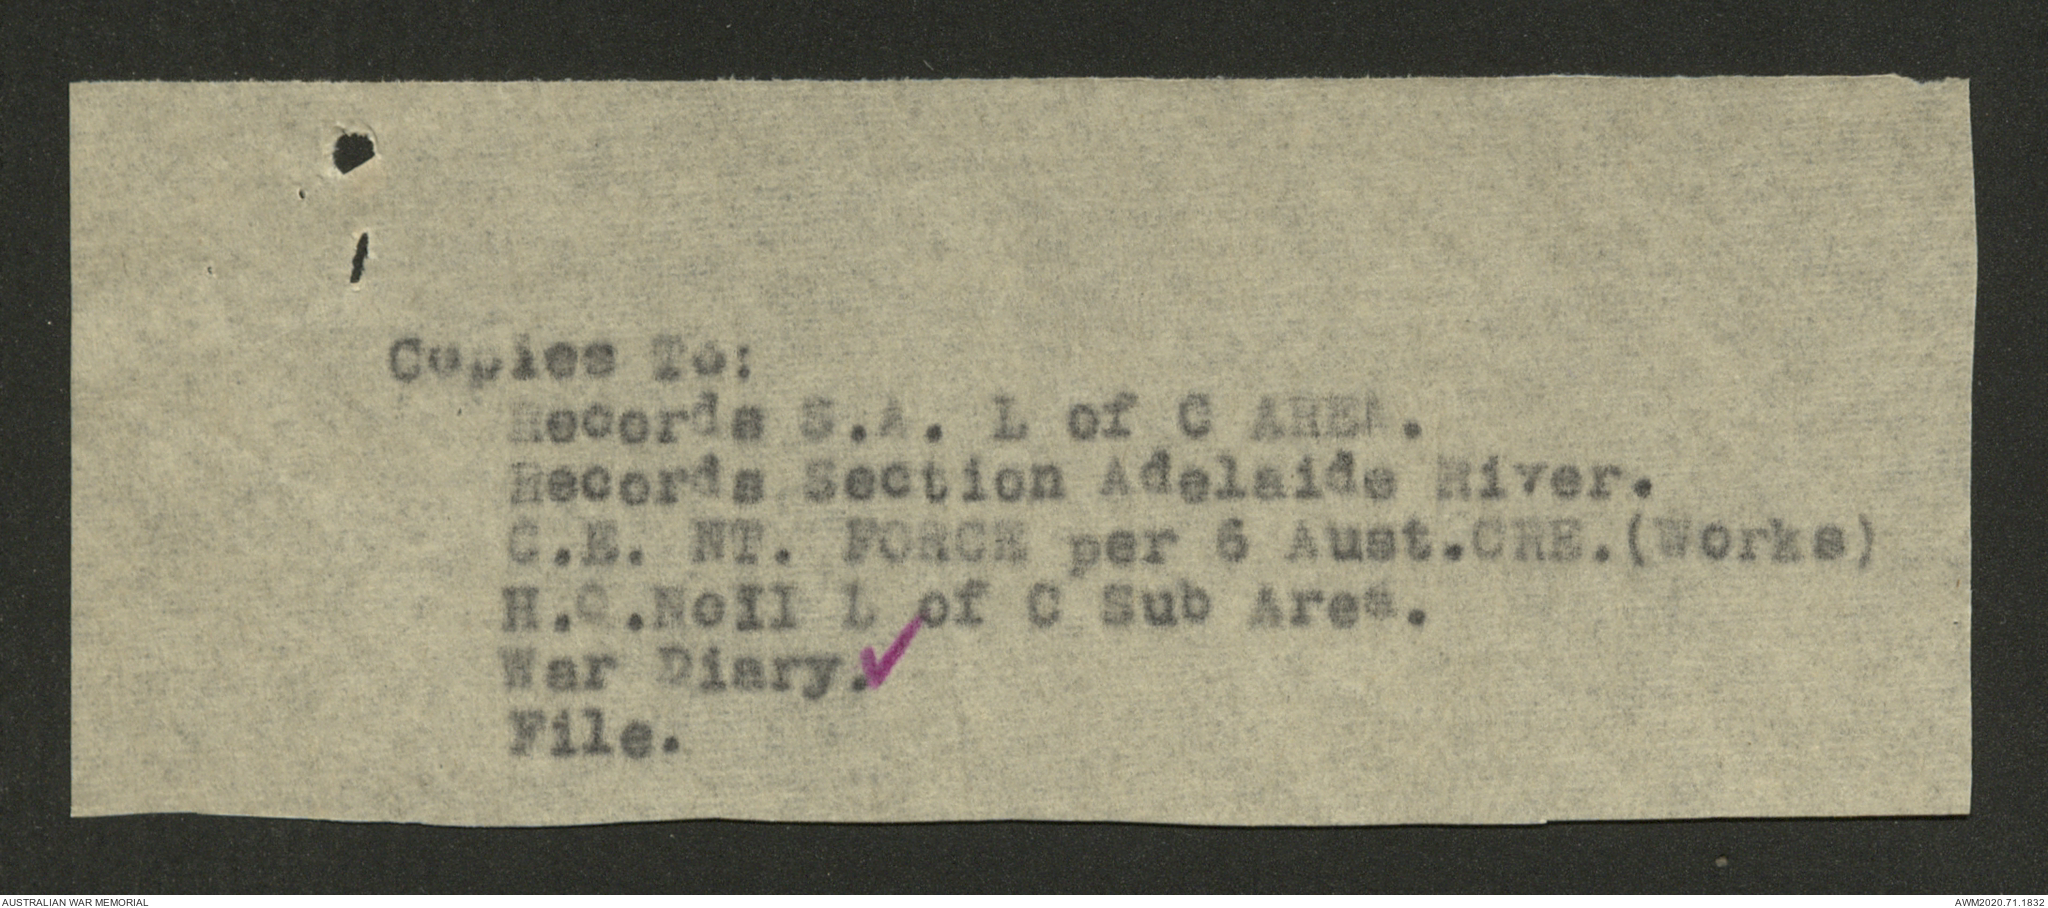 Copies To:
Records S.A. L of C AREA.
Records Section Adelaide River.
C.E. NT. FORCE per 6 Aust.CRE.(Works)
H.Q.NoII L of C Sub Area.
War Diary.✓
File.
AUSTRALIAN WAR MEMORIAL
AWM2020.71.1832